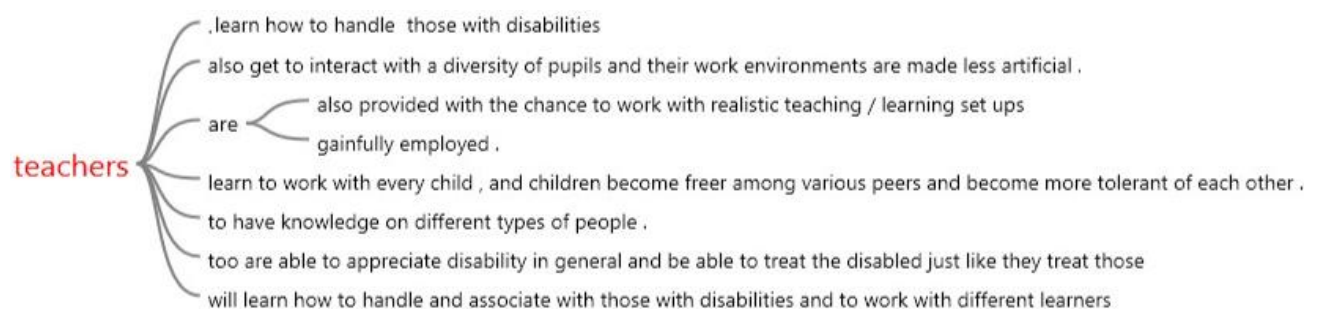 ,learn how to handle those with disabilities
also get to interact with a diversity of pupils and their work environments are made less artificial .
also provided with the chance to work with realistic teaching / learning set ups
are
gainfully employed .
teachers
learn to work with every child , and children become freer among various peers and become more tolerant of each other .
to have knowledge on different types of people .
too are able to appreciate disability in general and be able to treat the disabled just like they treat those
will learn how to handle and associate with those with disabilities and to work with different learners